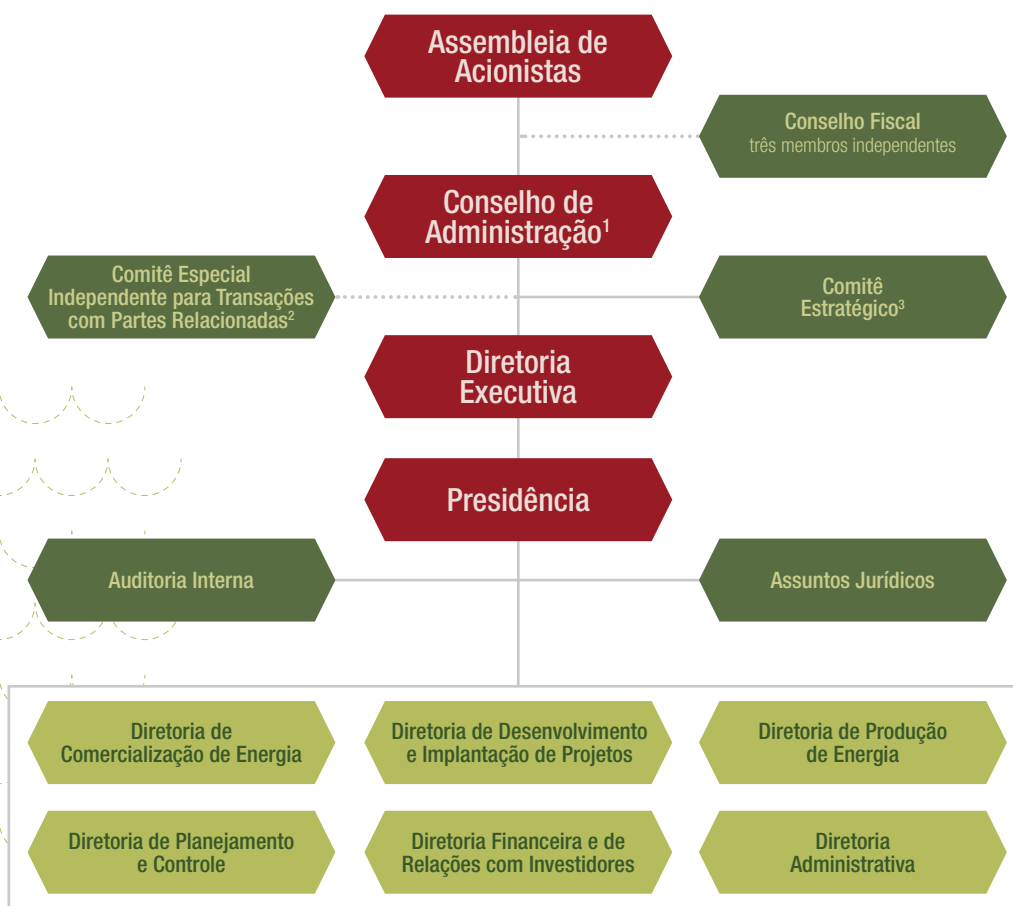 Assembleia de
Acionistas
Conselho Fiscal
três membros independentes
Conselho de
Administração¹
Comitê Especial
Independente para Transações
com Partes Relacionadas²
Comitê
Estratégico³
Diretoria
Executiva
Presidência
Auditoria Interna
Assuntos Jurídicos
Diretoria de
Comercialização de Energia
Diretoria de Desenvolvimento
e Implantação de Projetos
Diretoria de Produção
de Energia
Diretoria de Planejamento
e Controle
Diretoria Financeira e de
Relações com Investidores
Diretoria
Administrativa